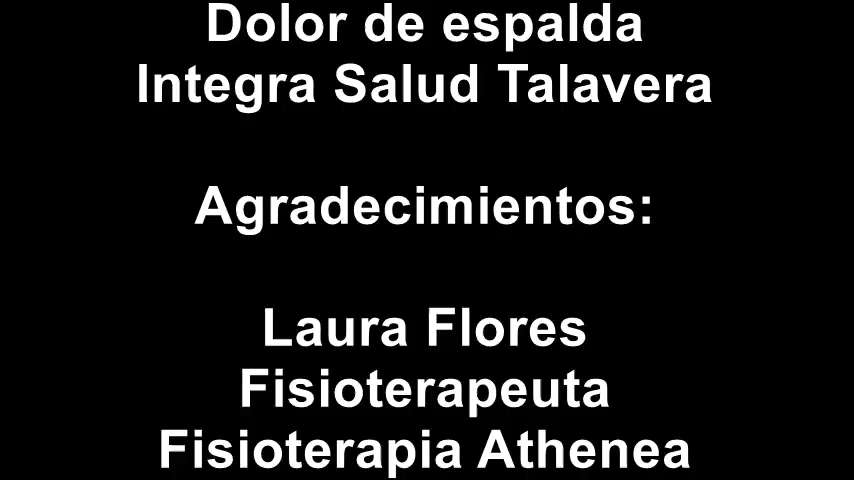 Dolor de espalda
Integra Salud Talavera
Agradecimientos:
Laura Flores
Fisioterapeuta
Fisioterapia Athenea